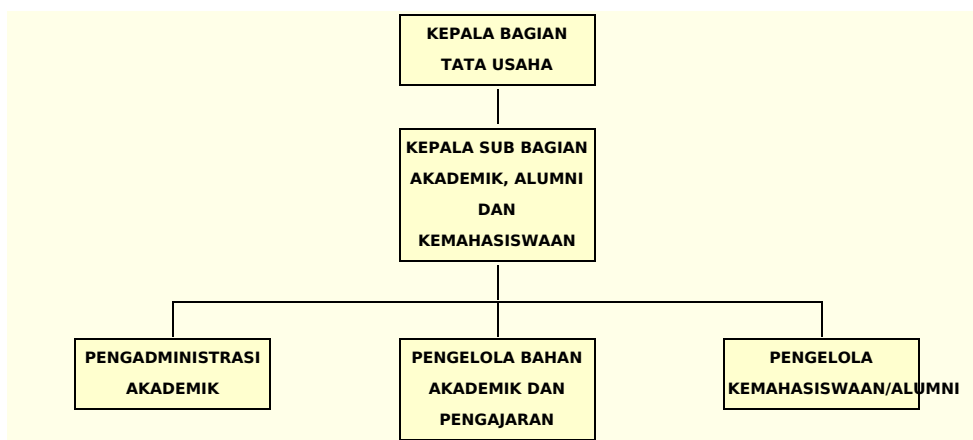 KEPALA BAGIAN
TATA USAHA
KEPALA SUB BAGIAN
AKADEMIK, ALUMNI
DAN
KEMAHASISWAAN
PENGADMINISTRASI
AKADEMIK
PENGELOLA BAHAN
AKADEMIK DAN
PENGAJARAN
PENGELOLA
KEMAHASISWAAN/ALUMNI